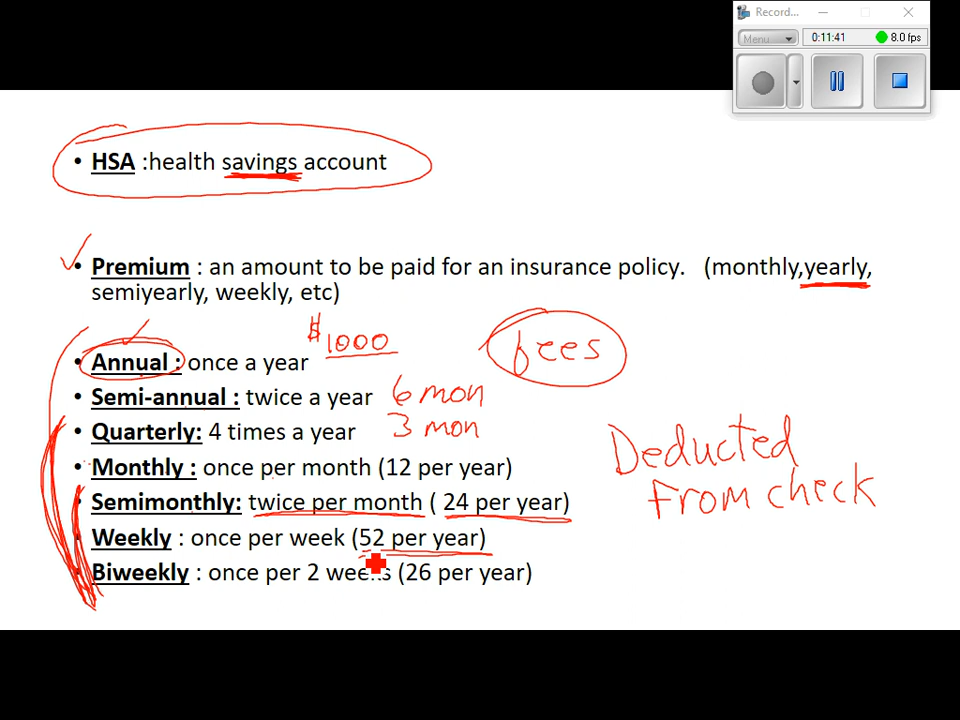 Record...
Menu
0:11:41
8.0 fps
• HSA :health savings account
• Premium : an amount to be paid for an insurance policy. (monthly,yearly,
semiyearly, weekly, etc)
$1000
fees
• Annual : once a year
• Semi-annual : twice a year 6 mon
• Quarterly: 4 times a year 3 mon
Deducted
From check
• Monthly : once per month (12 per year)
• Semimonthly: twice per month ( 24 per year)
• Weekly : once per week (52 per year)
• Biweekly : once per 2 weeks (26 per year)